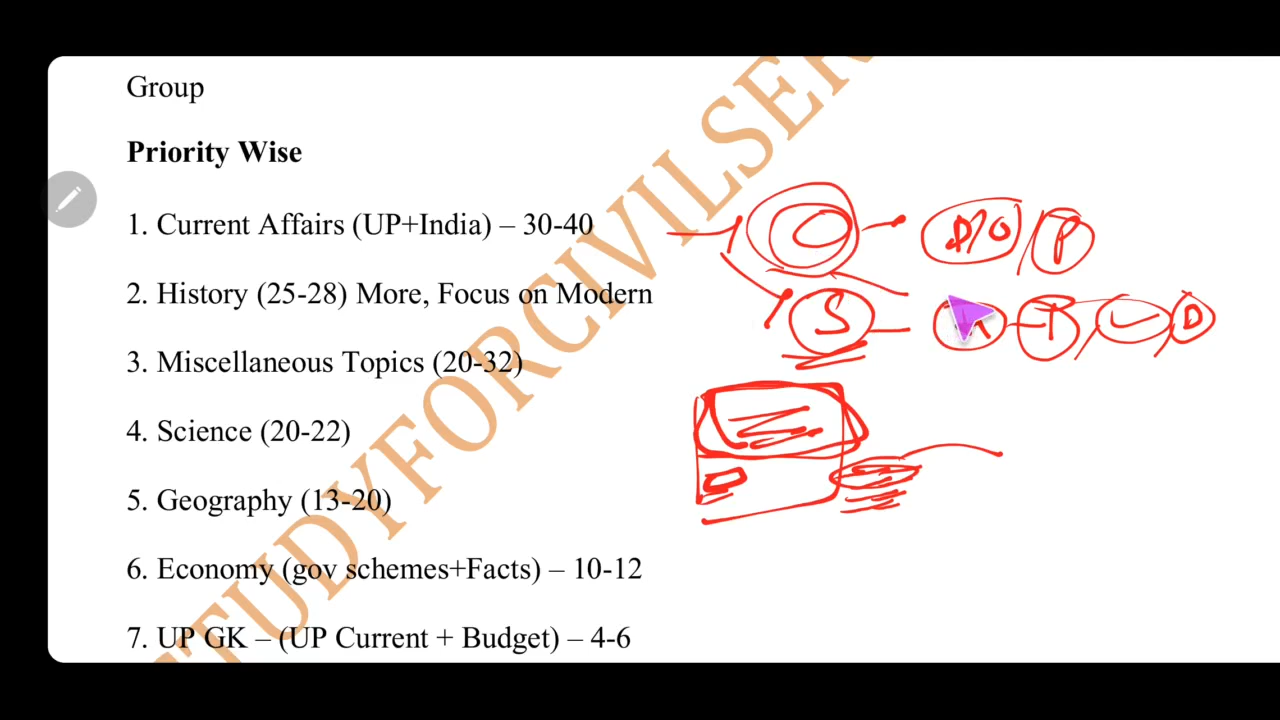 Group
Priority Wise
1. Current Affairs (UP+India) – 30-40
2. History (25-28) More, Focus on Modern
3. Miscellaneous Topics (20-32)
4. Science (20-22)
5. Geography (13-20)
6. Economy (gov schemes+Facts) – 10-12
7. UP GK – (UP Current + Budget) – 4-6
STUDYFORCIVILSER
P
S
T
D